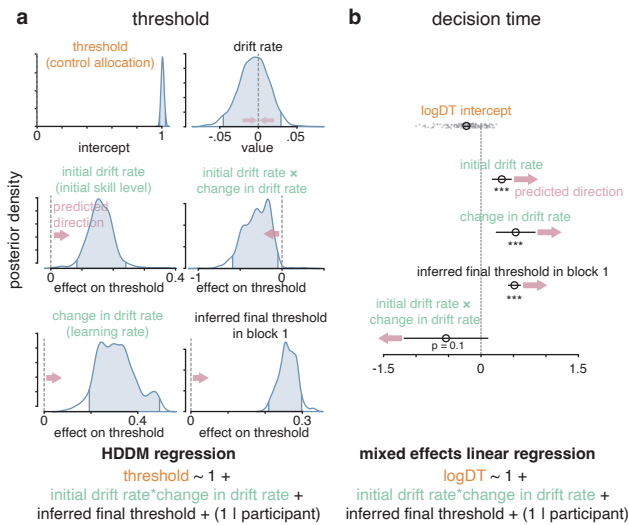 a
threshold
b
decision time
posterior density
threshold
(control allocation)
0
1
intercept
drift rate
-.05
0
.05
value
initial drift rate
(initial skill level)
predicted
direction
0
0.4
effect on threshold
initial drift rate ×
change in drift rate
-1
0
effect on threshold
change in drift rate
(learning rate)
0
0.4
effect on threshold
inferred final threshold
in block 1
0
0.3
effect on threshold
HDDM regression
threshold ~ 1 +
initial drift rate*change in drift rate +
inferred final threshold + (1 | participant)
logDT intercept
initial drift rate
***
predicted direction
change in drift rate
***
inferred final threshold in block 1
***
initial drift rate ×
change in drift rate
p = 0.1
-1.5
0
1.5
mixed effects linear regression
logDT ~ 1 +
initial drift rate*change in drift rate +
inferred final threshold + (1 | participant)